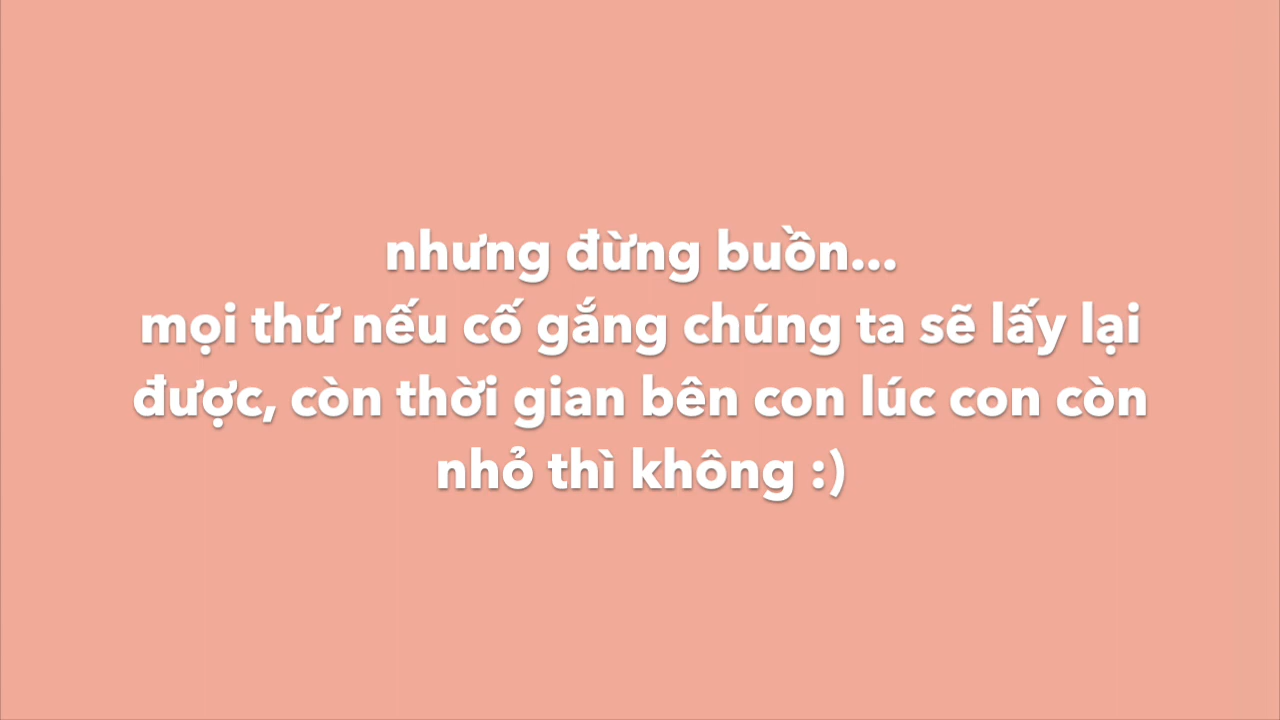 nhưng đừng buồn...
mọi thứ nếu cố gắng chúng ta sẽ lấy lại
được, còn thời gian bên con lúc con còn
nhỏ thì không :)